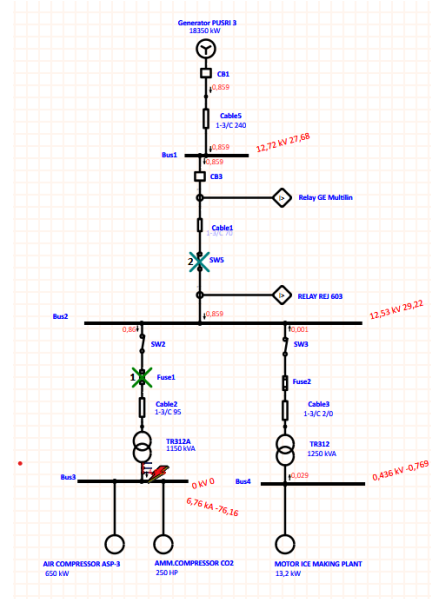 Generator PUSRI 3
18350 kW
CB1
0,859
Cable5
1-3/C 240
0,859
12,72 kV 27,68
Bus1
0,859
CB3
Relay GE Multilin
Cable1
1-3/C 70
2
SW5
RELAY REJ 603
12,53 kV 29,22
0,859
Bus2
0,86
0,001
SW2
SW3
1
Fuse1
Fuse2
Cable2
1-3/C 95
Cable3
1-3/C 2/0
TR312A
1150 kVA
TR312
1250 kVA
Bus3
0 kV 0
0,029
Bus4
0,436 kV -0,769
6,76 kA -76,16
AIR COMPRESSOR ASP-3
650 kW
AMM.COMPRESSOR CO2
250 HP
MOTOR ICE MAKING PLANT
13,2 kW